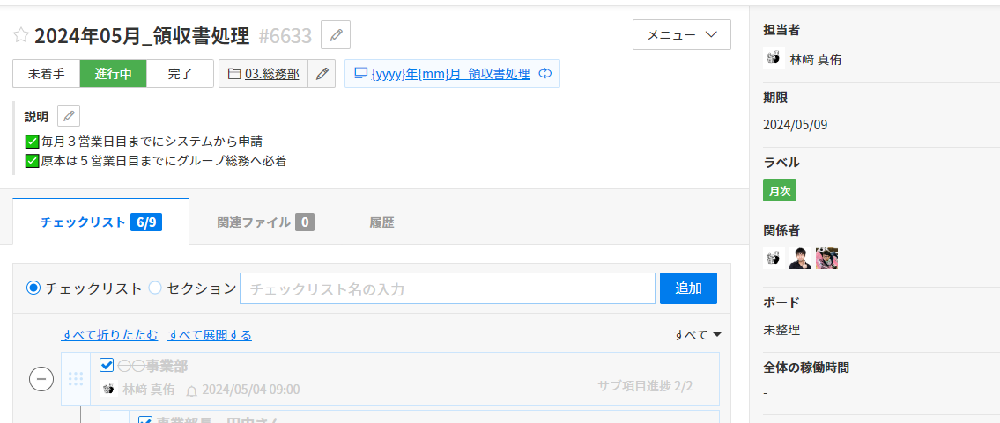 2024年05月_領収書処理 #6633
メニュー
未着手 進行中 完了 03.総務部 {yyyy}年{mm}月_領収書処理
説明
✅毎月３営業日目までにシステムから申請
✅原本は５営業日目までにグループ総務へ必着
チェックリスト 6/9 関連ファイル 0 履歴
チェックリスト セクション チェックリスト名の入力 追加
すべて折りたたむ すべて展開する すべて
〇〇事業部
林﨑 真侑 2024/05/04 09:00 サブ項目進捗 2/2
担当者
林﨑 真侑
期限
2024/05/09
ラベル
月次
関係者
ボード
未整理
全体の稼働時間
-